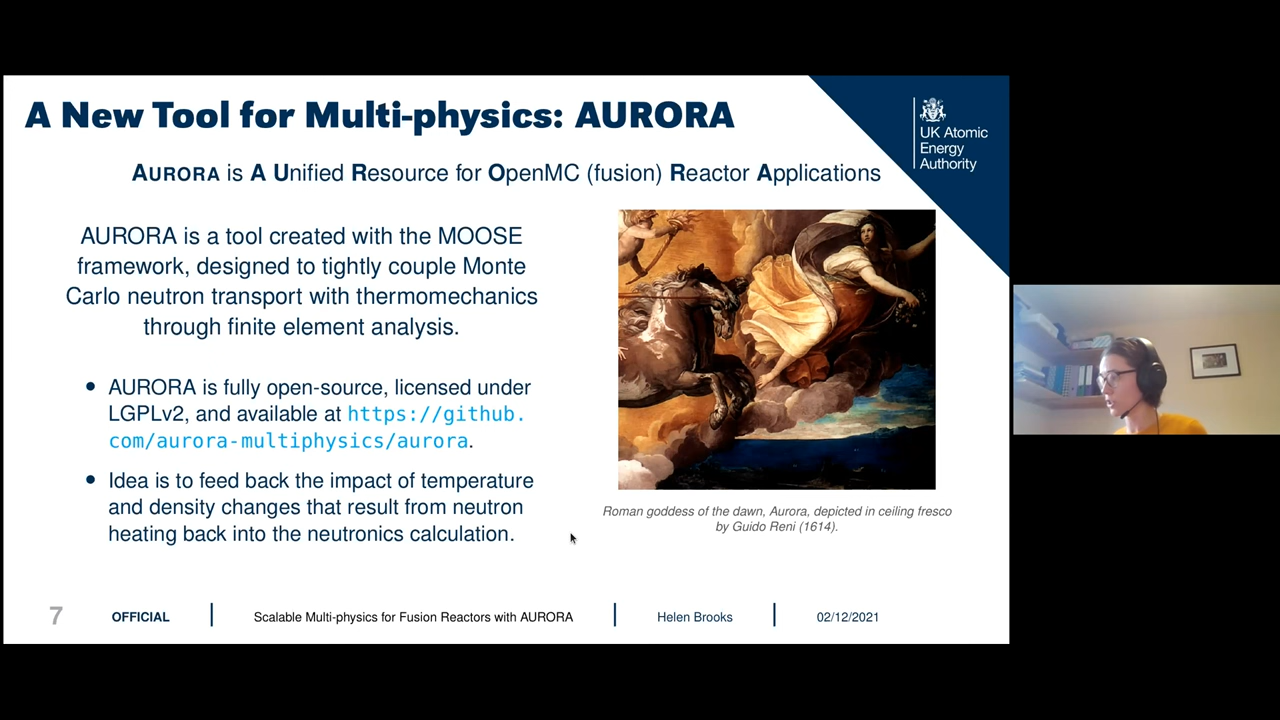 A New Tool for Multi-physics: AURORA
UK Atomic
Energy
Authority
AURORA is A Unified Resource for OpenMC (fusion) Reactor Applications
AURORA is a tool created with the MOOSE
framework, designed to tightly couple Monte
Carlo neutron transport with thermomechanics
through finite element analysis.
• AURORA is fully open-source, licensed under
LGPLv2, and available at https://github.
com/aurora-multiphysics/aurora.
• Idea is to feed back the impact of temperature
and density changes that result from neutron
heating back into the neutronics calculation.
Roman goddess of the dawn, Aurora, depicted in ceiling fresco
by Guido Reni (1614).
7 OFFICIAL | Scalable Multi-physics for Fusion Reactors with AURORA | Helen Brooks | 02/12/2021